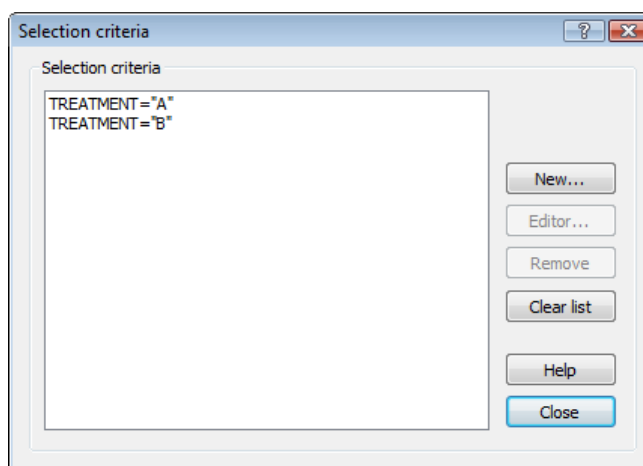 Selection criteria
Selection criteria
TREATMENT="A"
TREATMENT="B"
New...
Editor...
Remove
Clear list
Help
Close